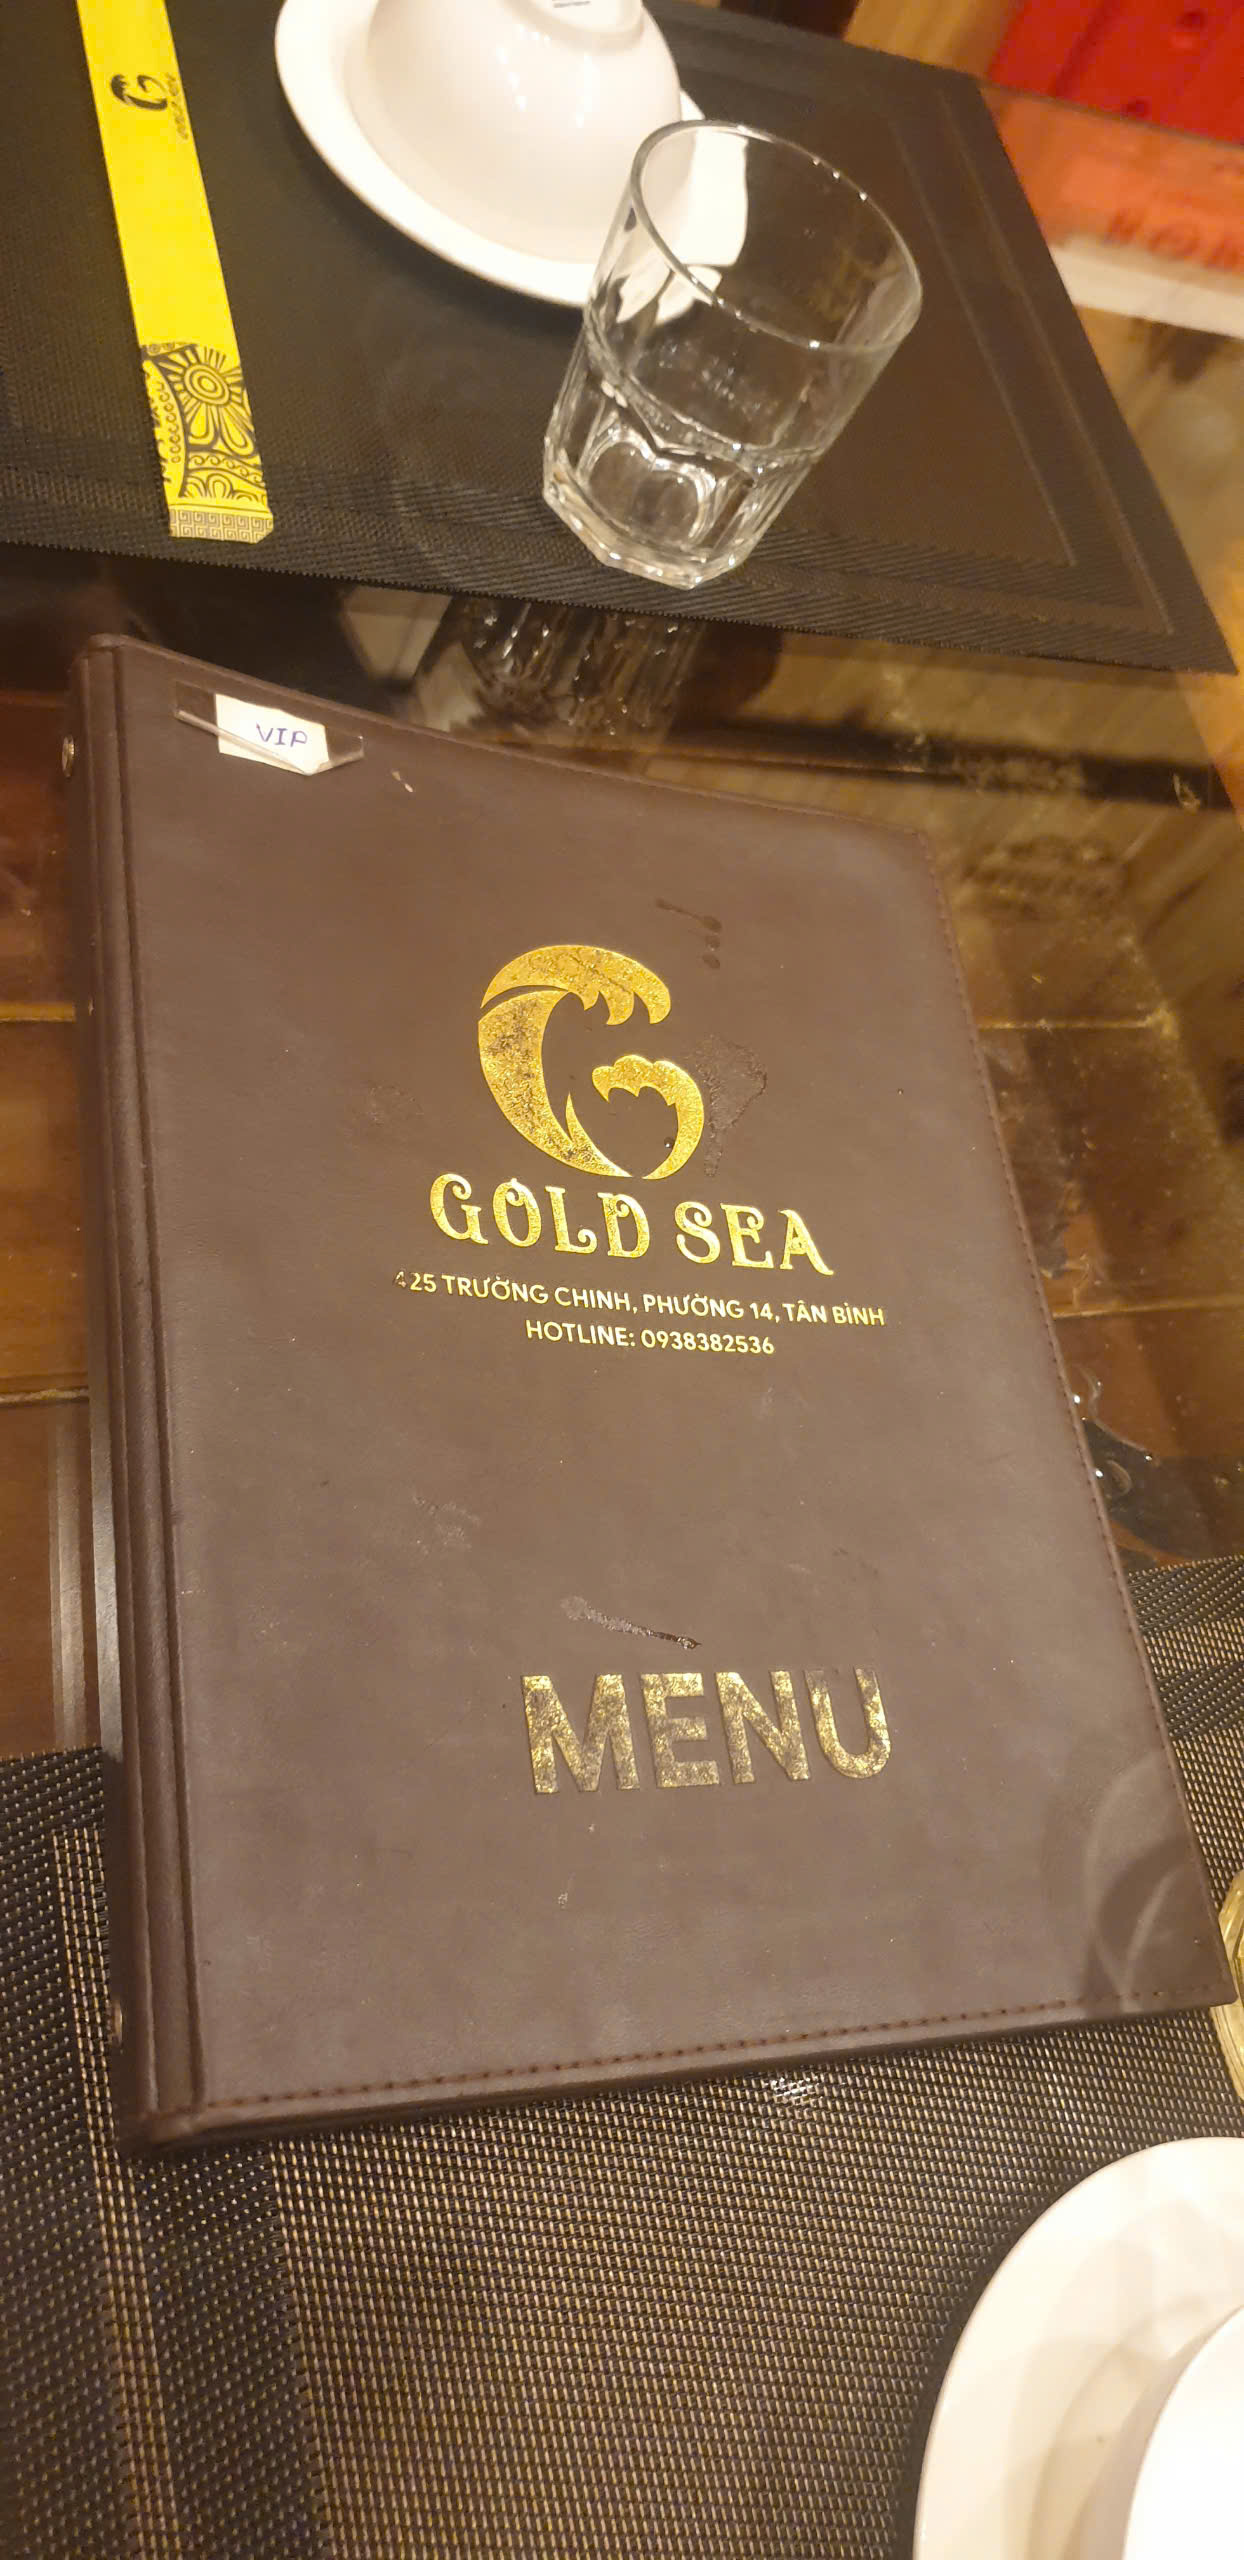 VIP
GOLD SEA
425 TRƯỜNG CHINH, PHƯỜNG 14, TÂN BÌNH
HOTLINE: 0938382536
MENU